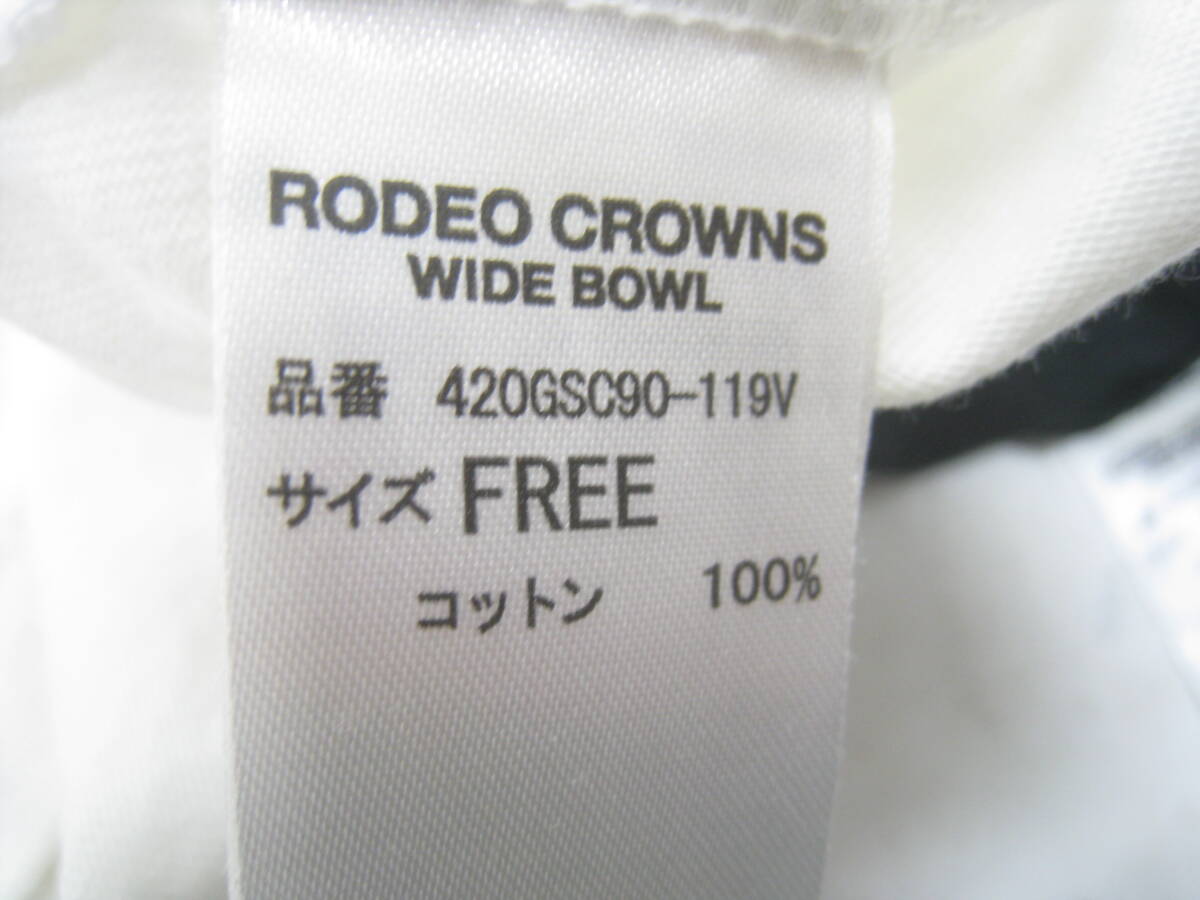 RODEO CROWNS
WIDE BOWL
品番 420GSC90-119V
サイズ FREE
コットン 100%